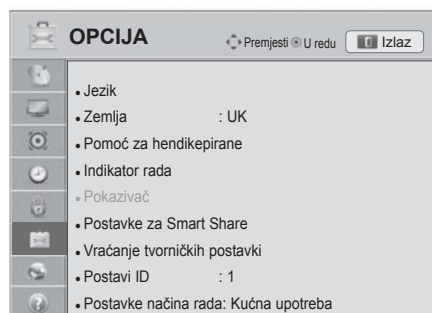 OPCIJA
Premjesti U redu Izlaz
• Jezik
• Zemlja : UK
• Pomoć za hendikepirane
• Indikator rada
• Pokazivač
• Postavke za Smart Share
• Vraćanje tvorničkih postavki
• Postavi ID : 1
• Postavke načina rada: Kućna upotreba